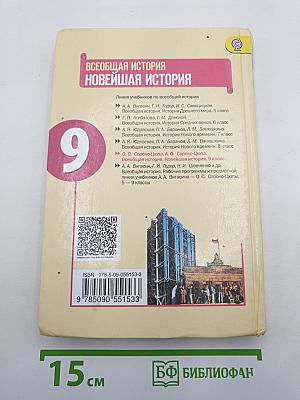 ВСЕОБЩАЯ ИСТОРИЯ
НОВЕЙШАЯ ИСТОРИЯ
Линия учебников по всеобщей истории
А. А. Вигасин, Г. И. Годер, И. С. Свенцицкая.
Всеобщая история. История Древнего мира. 5 класс
Е. В. Агибалова, Г. М. Донской.
Всеобщая история. История Средних веков. 6 класс
А. Я. Юдовская, П. А. Баранов, Л. М. Ванюшкина.
Всеобщая история. История Нового времени. 7 класс
А. Я. Юдовская, П. А. Баранов, Л. М. Ванюшкина.
Всеобщая история. История Нового времени. 8 класс
О. С. Сороко-Цюпа, А. О. Сороко-Цюпа.
Всеобщая история. Новейшая история. 9 класс
А. А. Вигасин, Г. И. Годер, Н. И. Шевченко и др.
Всеобщая история. Рабочие программы к предметной
линии учебников А. А. Вигасина — О. С. Сороко-Цюпы.
5—9 классы
9
ISBN 978-5-09-055153-3
9 785090 551533
15 см
БФ БИБЛИОФАН